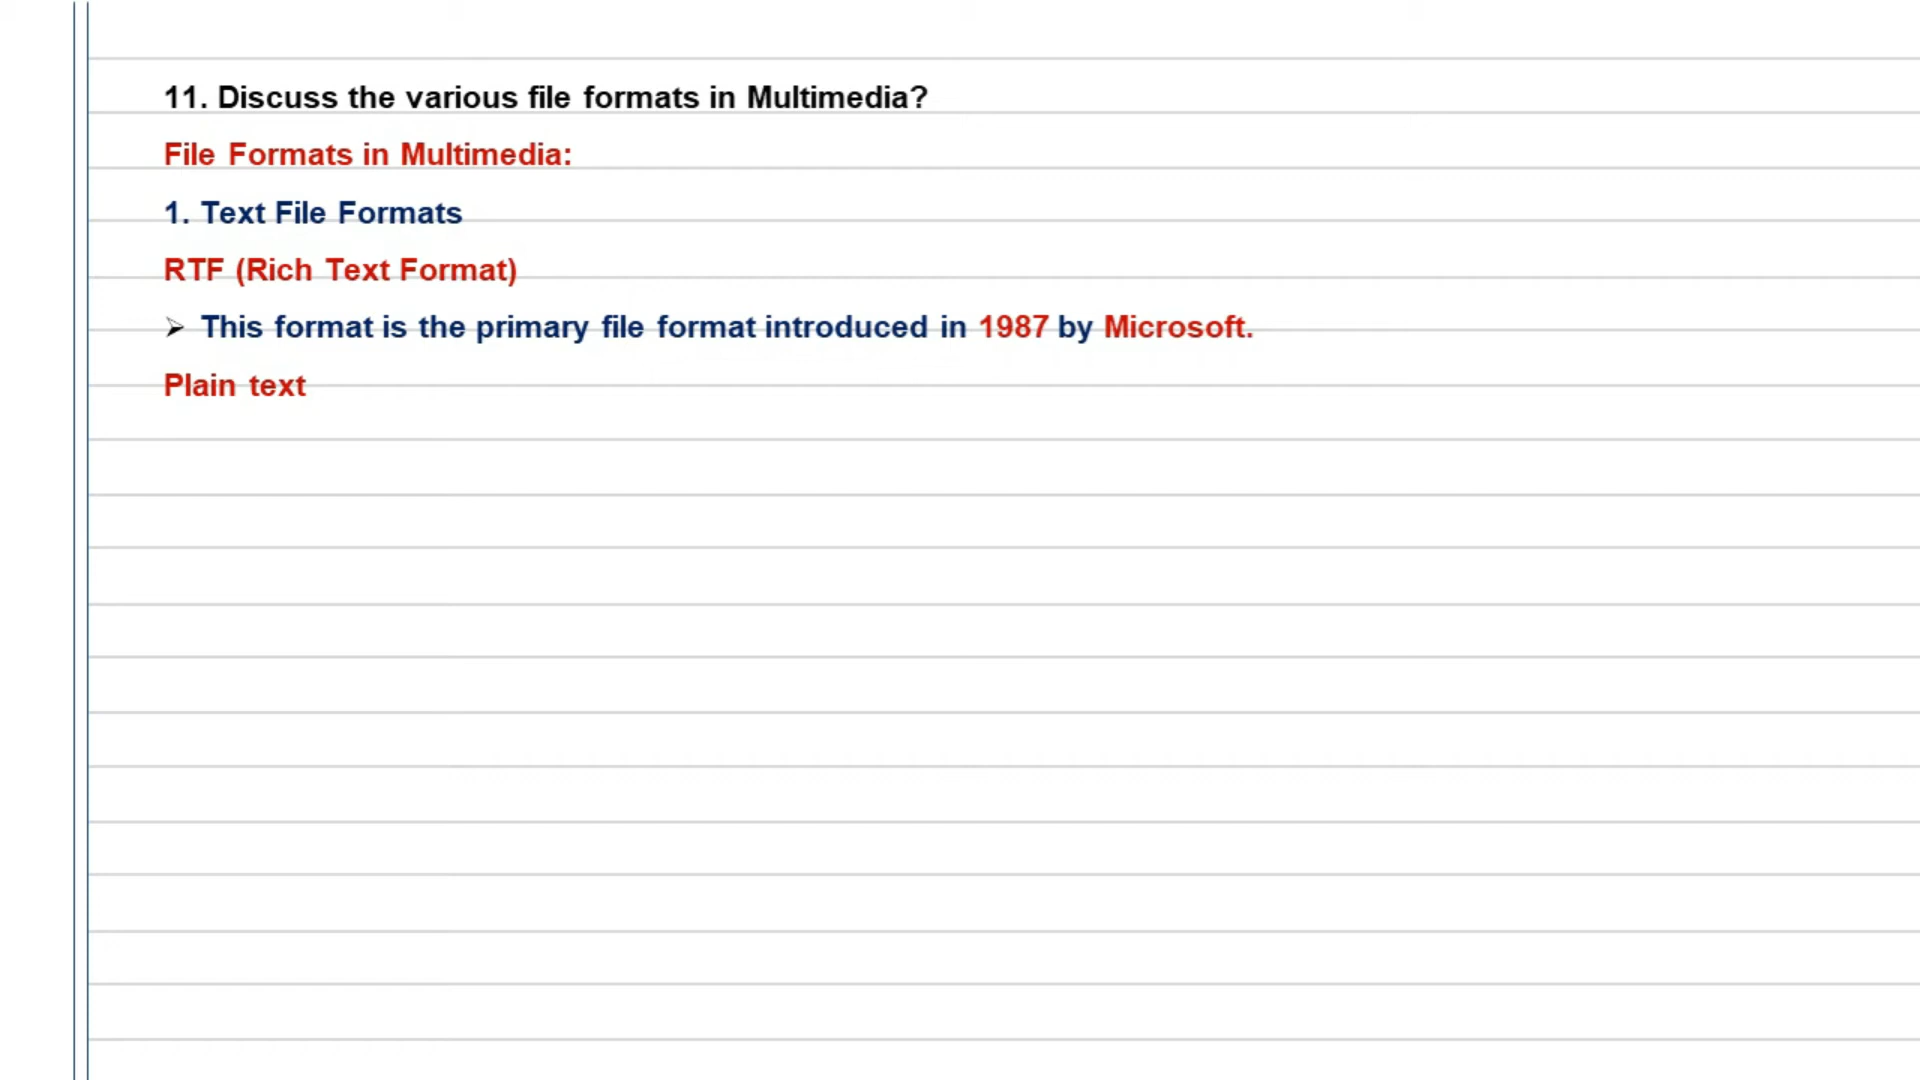 11. Discuss the various file formats in Multimedia?
File Formats in Multimedia:
1. Text File Formats
RTF (Rich Text Format)
➢ This format is the primary file format introduced in 1987 by Microsoft.
Plain text